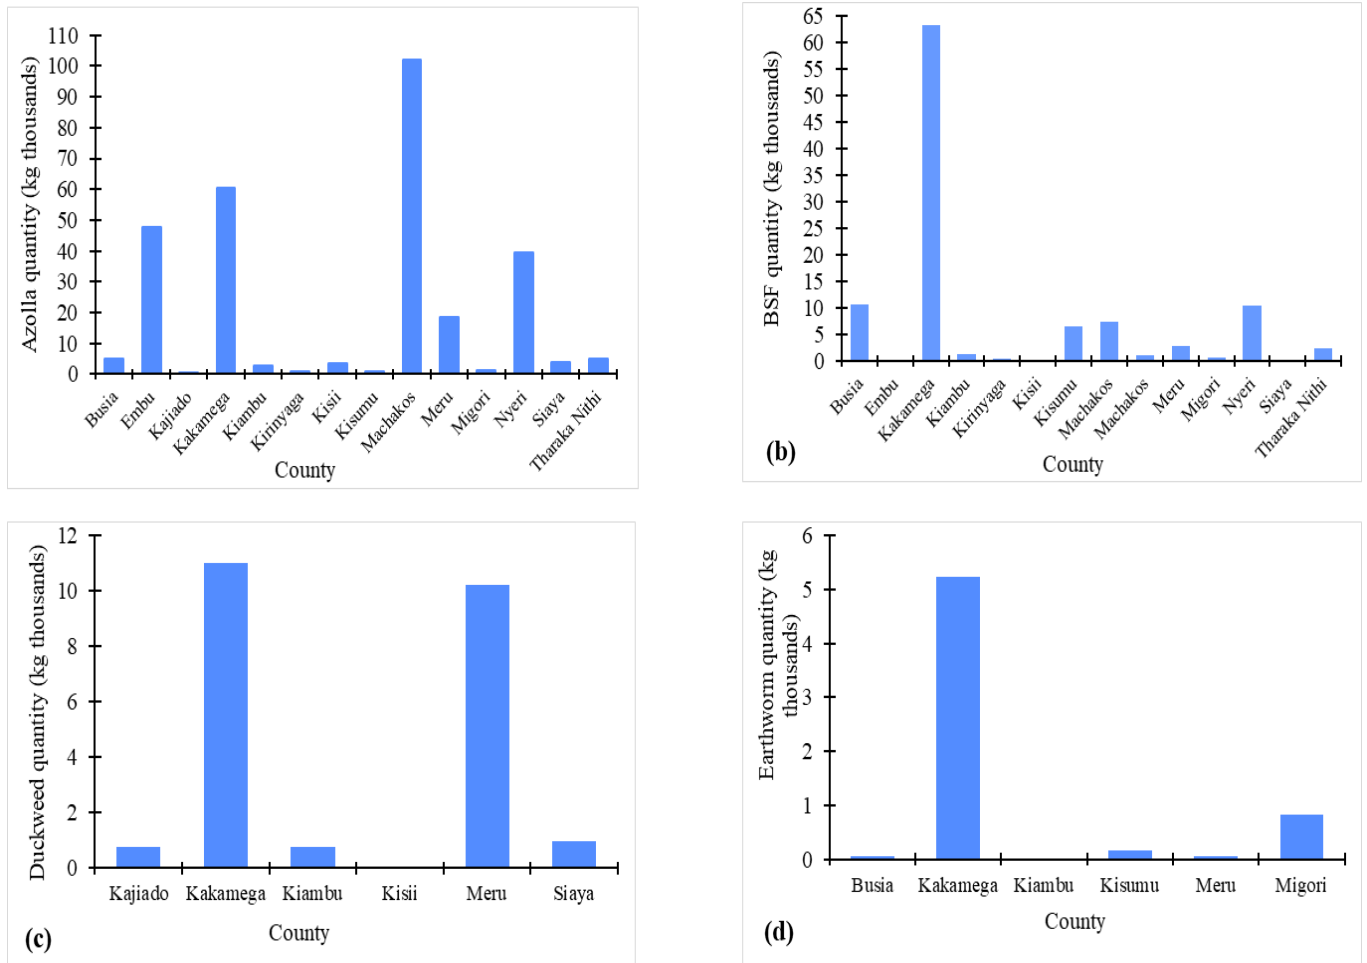 Azolla quantity (kg thousands)
110
100
90
80
70
60
50
40
30
20
10
0
Busia
Embu
Kajiado
Kakamega
Kiambu
Kirinyaga
Kisii
Kisumu
Machakos
Meru
Migori
Nyeri
Siaya
Tharaka Nithi
County
BSF quantity (kg thousands)
65
60
55
50
45
40
35
30
25
20
15
10
5
0
Busia
Embu
Kakamega
Kiambu
Kirinyaga
Kisii
Kisumu
Machakos
Machakos
Meru
Migori
Nyeri
Siaya
Tharaka Nithi
County
(b)
Duckweed quantity (kg thousands)
12
10
8
6
4
2
0
Kajiado
Kakamega
Kiambu
Kisii
Meru
Siaya
County
(c)
Earthworm quantity (kg
thousands)
6
5
4
3
2
1
0
Busia
Kakamega
Kiambu
Kisumu
Meru
Migori
County
(d)